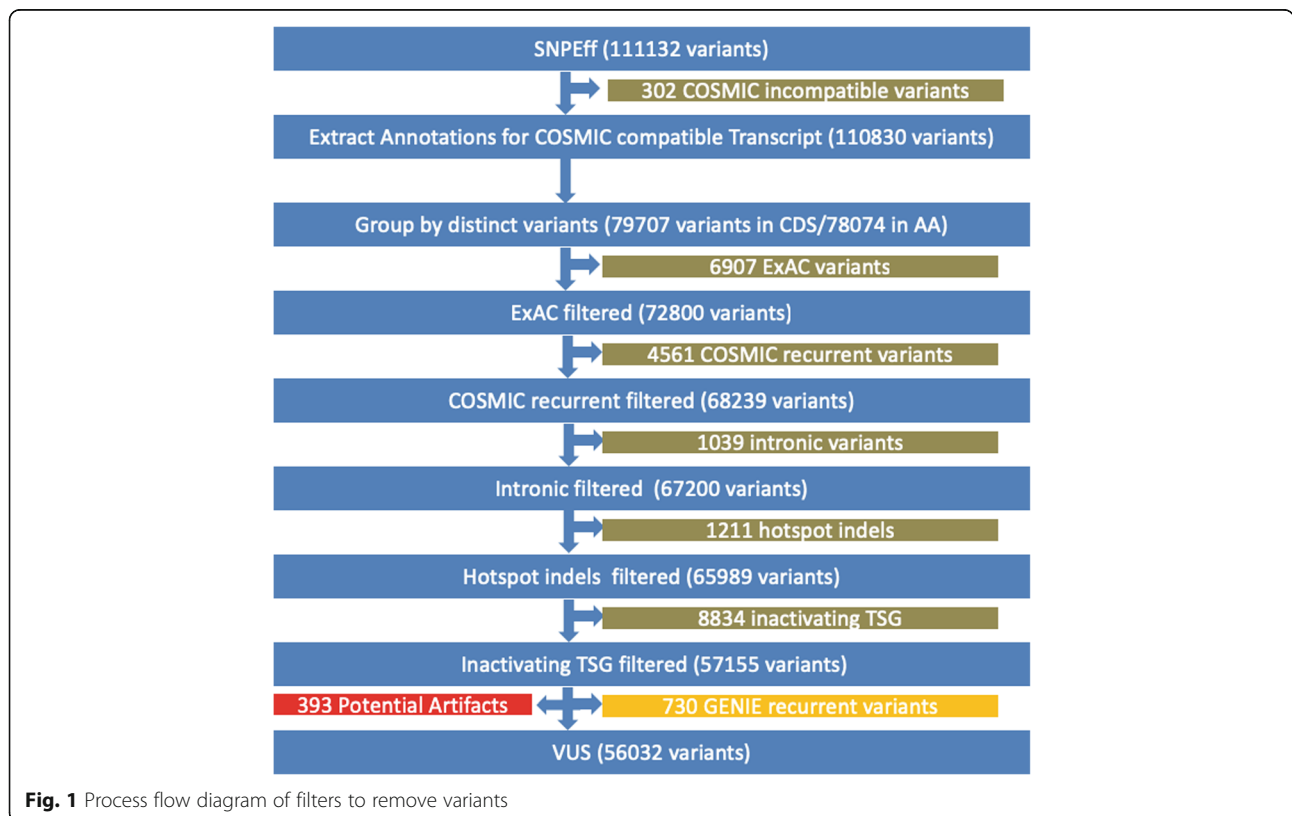 SNPEff (111132 variants)
302 COSMIC incompatible variants
Extract Annotations for COSMIC compatible Transcript (110830 variants)
Group by distinct variants (79707 variants in CDS/78074 in AA)
6907 ExAC variants
ExAC filtered (72800 variants)
4561 COSMIC recurrent variants
COSMIC recurrent filtered (68239 variants)
1039 intronic variants
Intronic filtered (67200 variants)
1211 hotspot indels
Hotspot indels filtered (65989 variants)
8834 inactivating TSG
Inactivating TSG filtered (57155 variants)
393 Potential Artifacts
730 GENIE recurrent variants
VUS (56032 variants)
Fig. 1 Process flow diagram of filters to remove variants